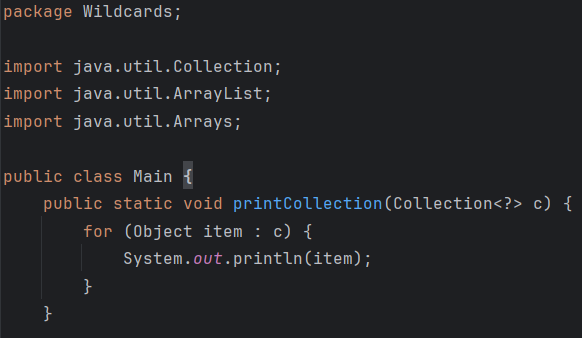 package Wildcards;
import java.util.Collection;
import java.util.ArrayList;
import java.util.Arrays;
public class Main {
    public static void printCollection(Collection<?> c) {
        for (Object item : c) {
            System.out.println(item);
        }
    }